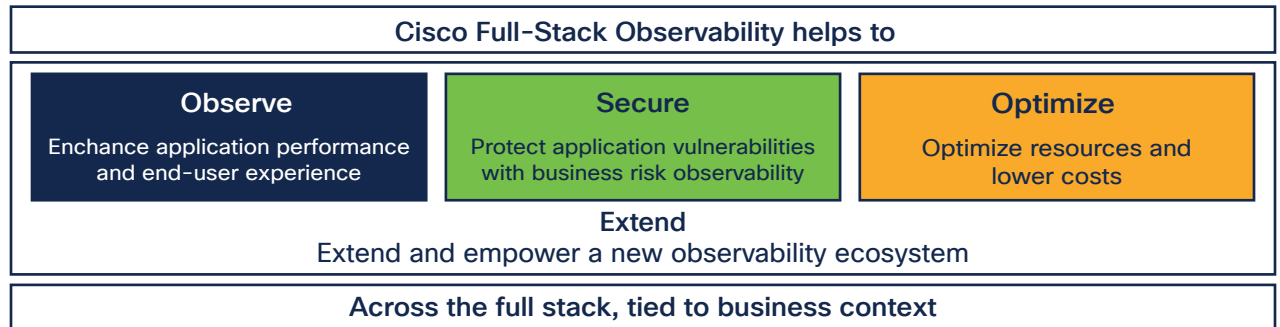 Cisco Full-Stack Observability helps to
Observe
Enchance application performance
and end-user experience
Secure
Protect application vulnerabilities
with business risk observability
Optimize
Optimize resources and
lower costs
Extend
Extend and empower a new observability ecosystem
Across the full stack, tied to business context